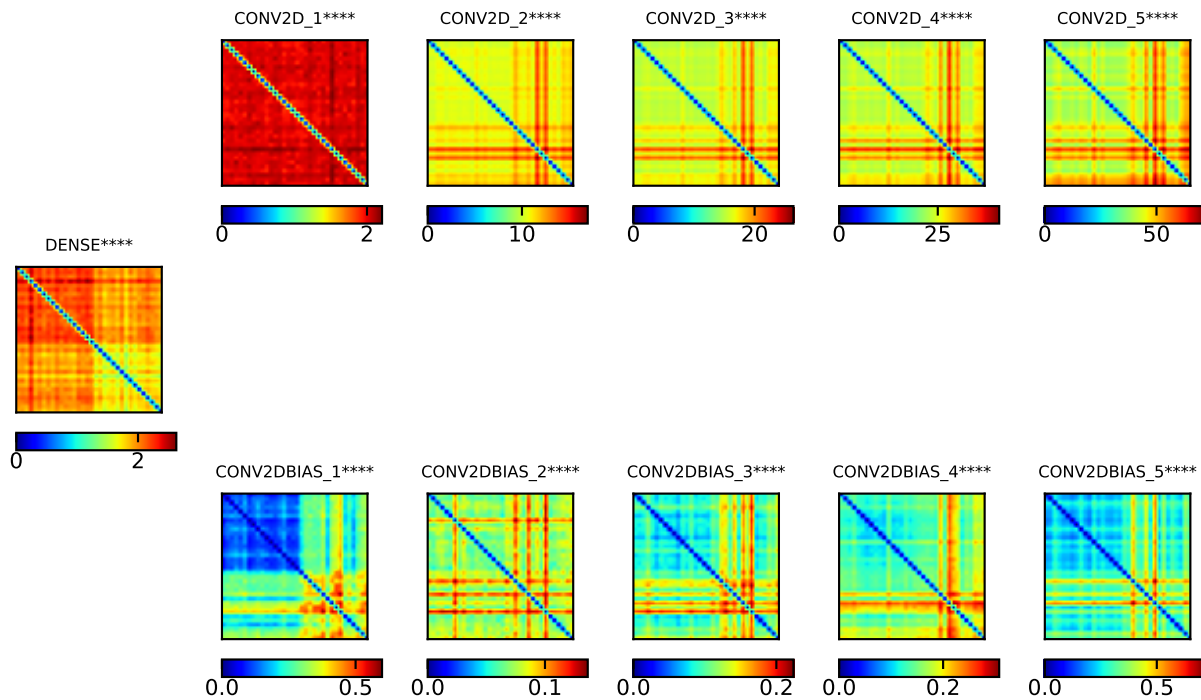 CONV2D_1****
CONV2D_2****
CONV2D_3****
CONV2D_4****
CONV2D_5****
0 2
0 10
0 20
0 25
0 50
DENSE****
0 2
CONV2DBIAS_1****
CONV2DBIAS_2****
CONV2DBIAS_3****
CONV2DBIAS_4****
CONV2DBIAS_5****
0.0 0.5
0.0 0.1
0.0 0.2
0.0 0.2
0.0 0.5